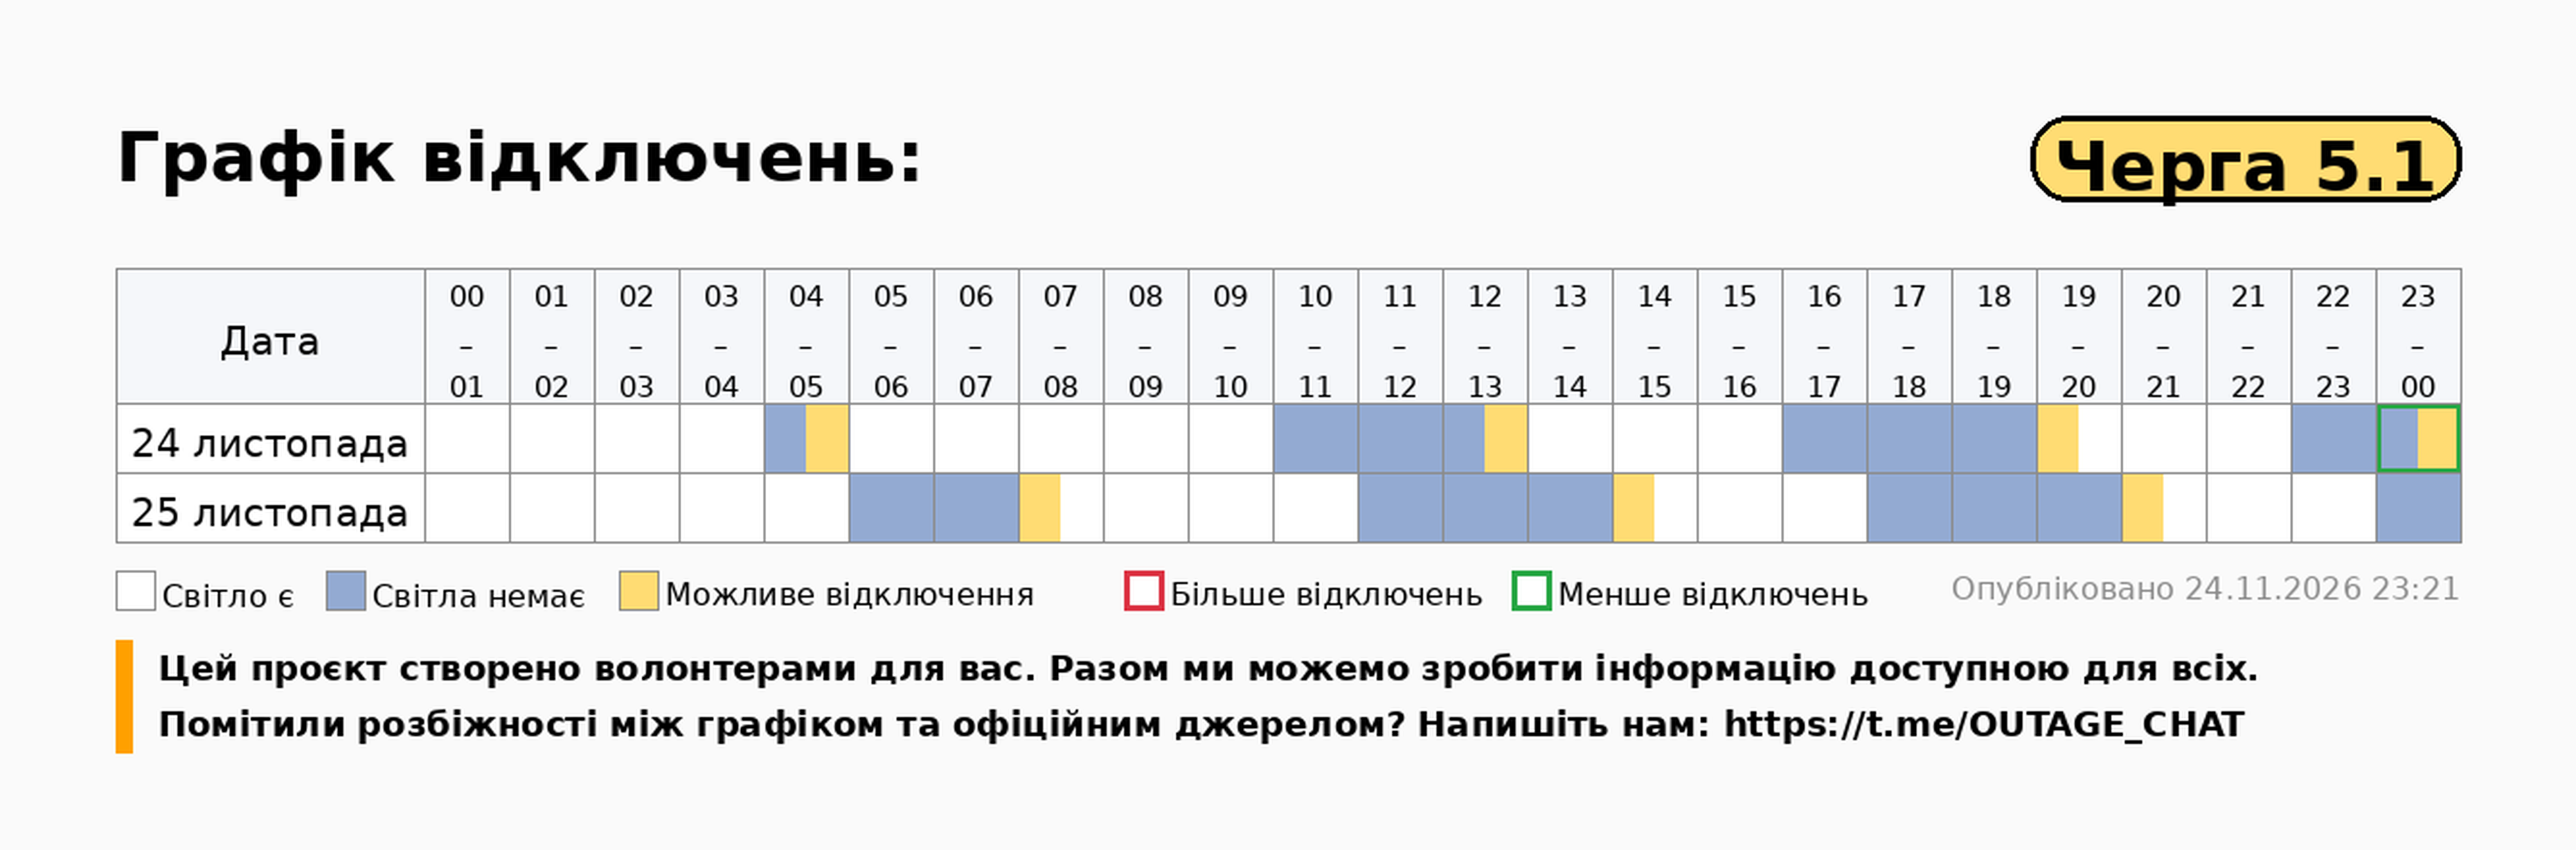 Графік відключень:
Черга 5.1
Дата
00 – 01
01 – 02
02 – 03
03 – 04
04 – 05
05 – 06
06 – 07
07 – 08
08 – 09
09 – 10
10 – 11
11 – 12
12 – 13
13 – 14
14 – 15
15 – 16
16 – 17
17 – 18
18 – 19
19 – 20
20 – 21
21 – 22
22 – 23
23 – 00
24 листопада
25 листопада
Світло є
Світла немає
Можливе відключення
Більше відключень
Менше відключень
Опубліковано 24.11.2026 23:21
Цей проєкт створено волонтерами для вас. Разом ми можемо зробити інформацію доступною для всіх.
Помітили розбіжності між графіком та офіційним джерелом? Напишіть нам: https://t.me/OUTAGE_CHAT